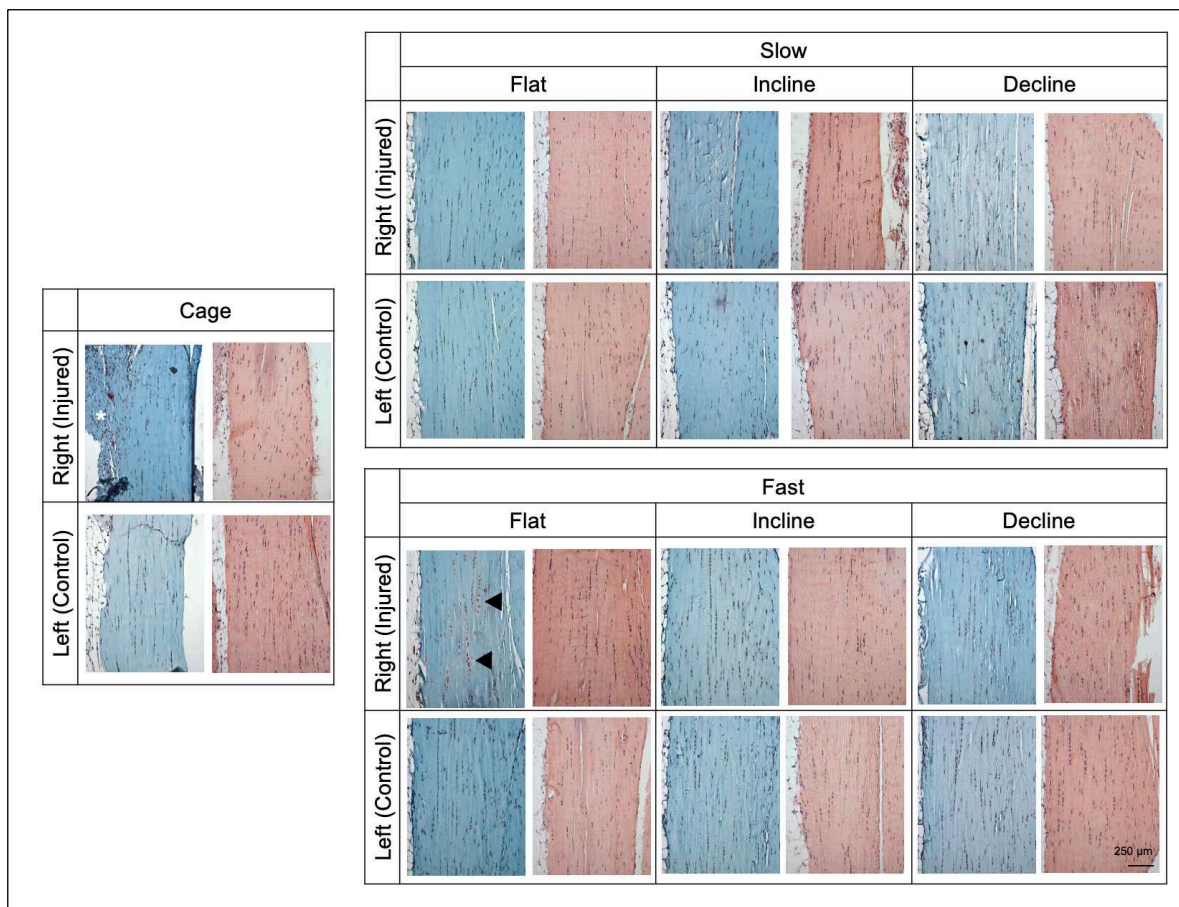 Slow
Flat Incline Decline
Right (Injured)
Left (Control)
Cage
Right (Injured)
*
Left (Control)
Fast
Flat Incline Decline
Right (Injured)
Left (Control)
250 µm